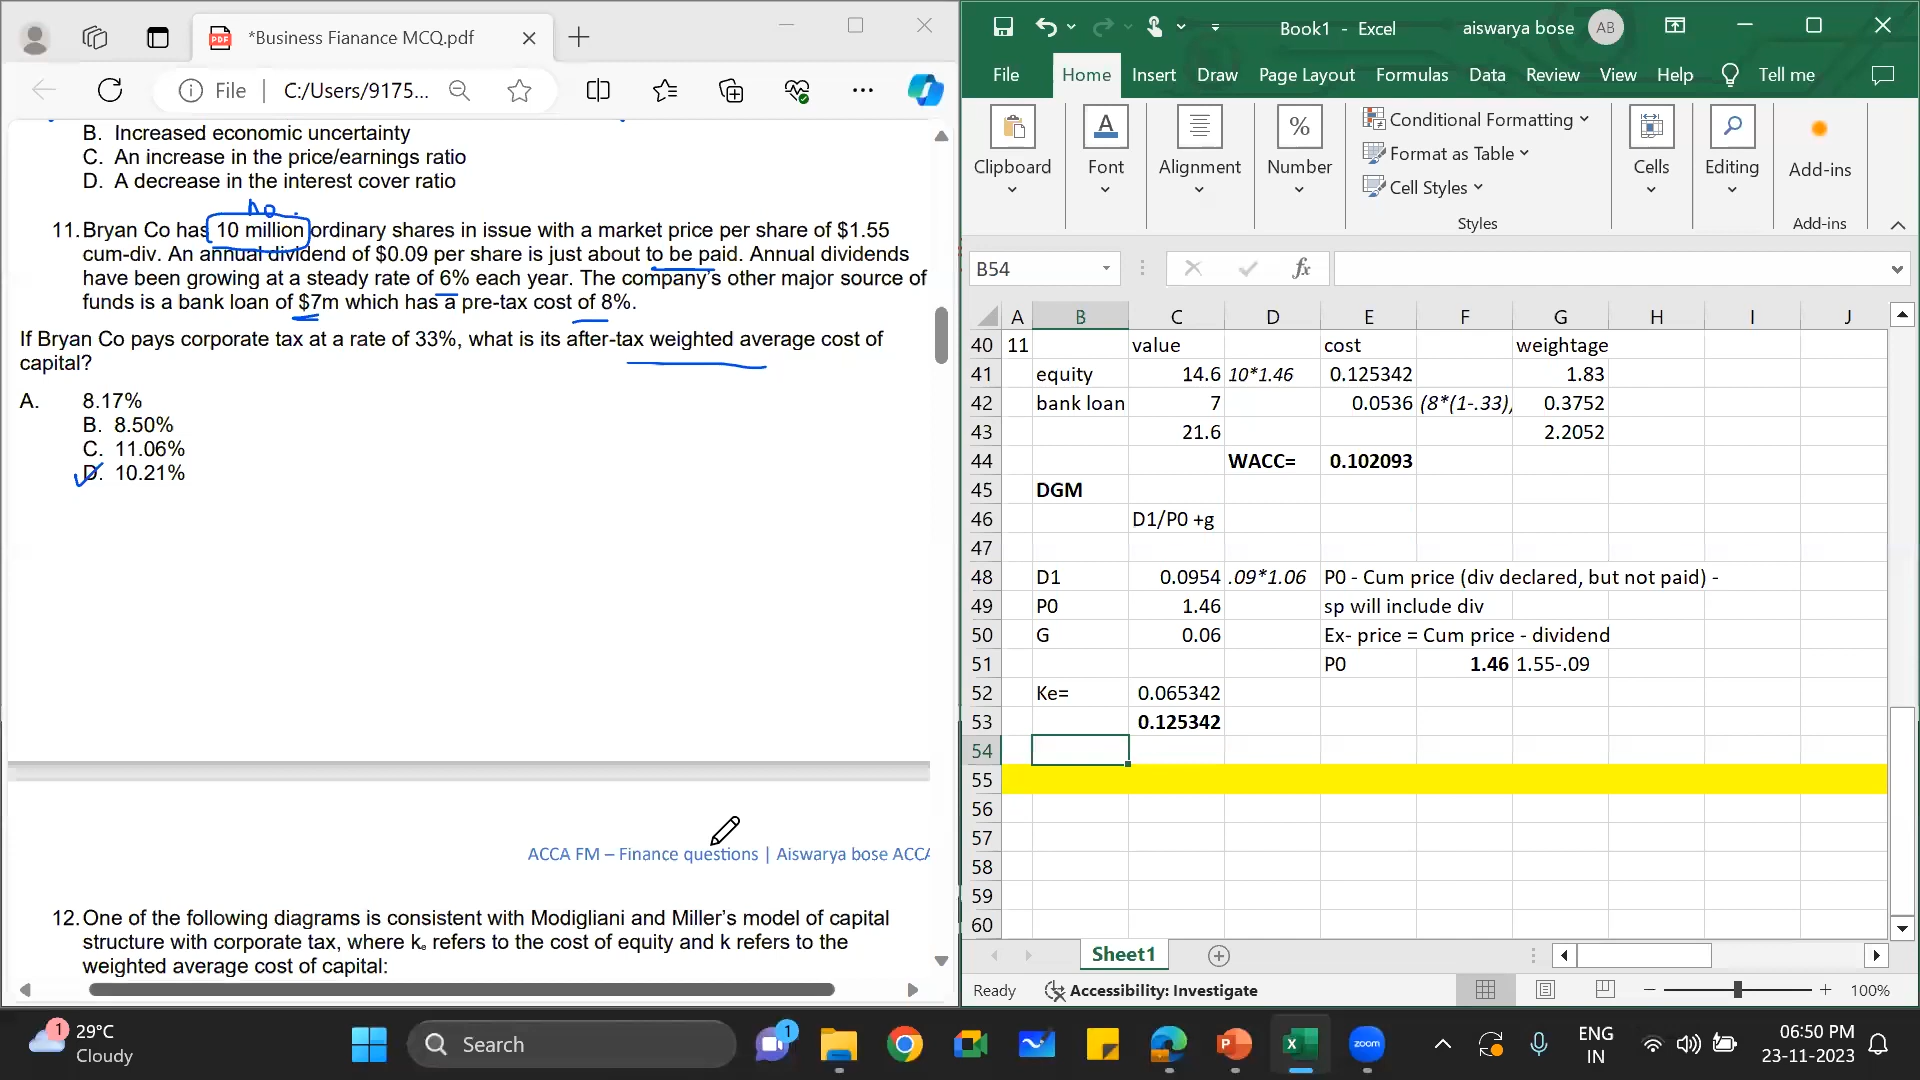 *Business Fianance MCQ.pdf
File
C:/Users/9175...
B. Increased economic uncertainty
C. An increase in the price/earnings ratio
D. A decrease in the interest cover ratio
no.
11. Bryan Co has 10 million ordinary shares in issue with a market price per share of $1.55
cum-div. An annual dividend of $0.09 per share is just about to be paid. Annual dividends
have been growing at a steady rate of 6% each year. The company's other major source of
funds is a bank loan of $7m which has a pre-tax cost of 8%.
If Bryan Co pays corporate tax at a rate of 33%, what is its after-tax weighted average cost of
capital?
A. 8.17%
B. 8.50%
C. 11.06%
D. 10.21%
ACCA FM – Finance questions | Aiswarya bose ACCA
12. One of the following diagrams is consistent with Modigliani and Miller's model of capital
structure with corporate tax, where ke refers to the cost of equity and k refers to the
weighted average cost of capital:
Book1 - Excel
aiswarya bose
AB
File Home Insert Draw Page Layout Formulas Data Review View Help Tell me
Clipboard
Font
Alignment
Number
Conditional Formatting
Format as Table
Cell Styles
Styles
Cells
Editing
Add-ins
Add-ins
B54
fx
A B C D E F G H I J
40 11 value cost weightage
41 equity 14.6 10*1.46 0.125342 1.83
42 bank loan 7 0.0536 (8*(1-.33), 0.3752
43 21.6 2.2052
44 WACC= 0.102093
45 DGM
46 D1/P0 +g
47
48 D1 0.0954 .09*1.06 P0 - Cum price (div declared, but not paid) -
49 P0 1.46 sp will include div
50 G 0.06 Ex- price = Cum price - dividend
51 P0 1.46 1.55-.09
52 Ke= 0.065342
53 0.125342
54
55
56
57
58
59
60
Sheet1
Ready
Accessibility: Investigate
100%
1
29°C
Cloudy
Search
1
zoom
ENG
IN
06:50 PM
23-11-2023